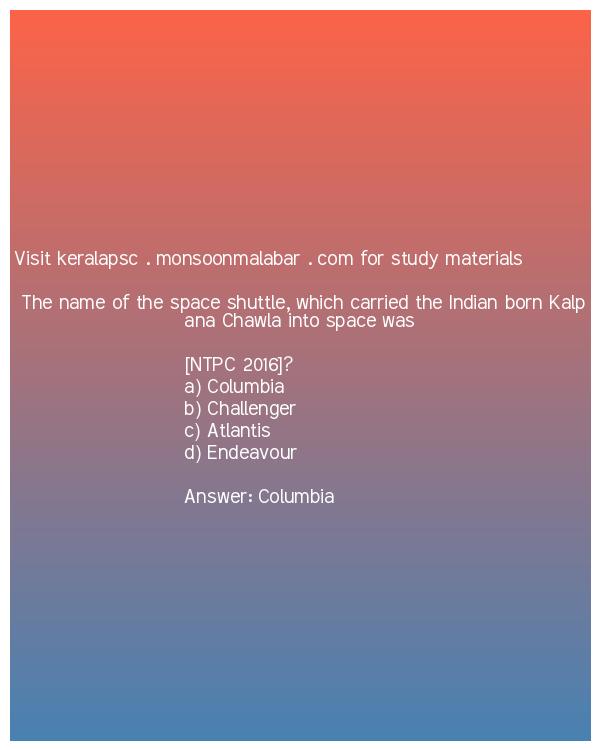 Visit keralapsc . monsoonmalabar . com for study materials
The name of the space shuttle, which carried the Indian born Kalp
ana Chawla into space was
[NTPC 2016]?
a) Columbia
b) Challenger
c) Atlantis
d) Endeavour
Answer: Columbia